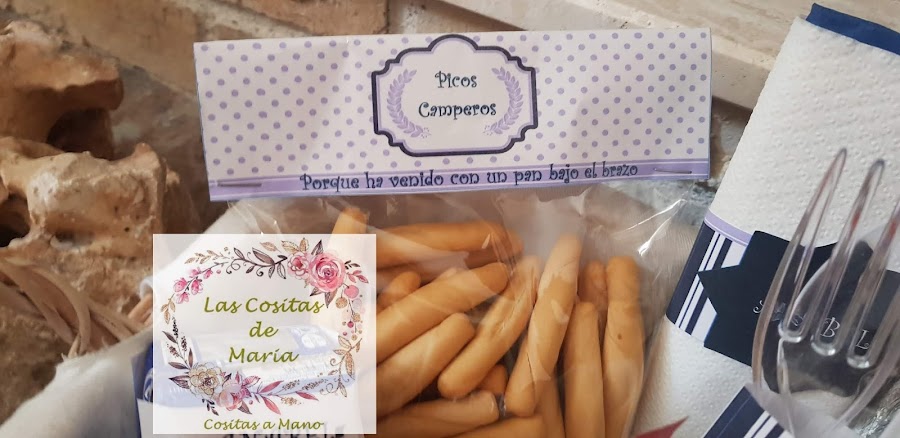 Picos
Camperos
Porque ha venido con un pan bajo el brazo
Las Cositas
de
María
Cositas a Mano